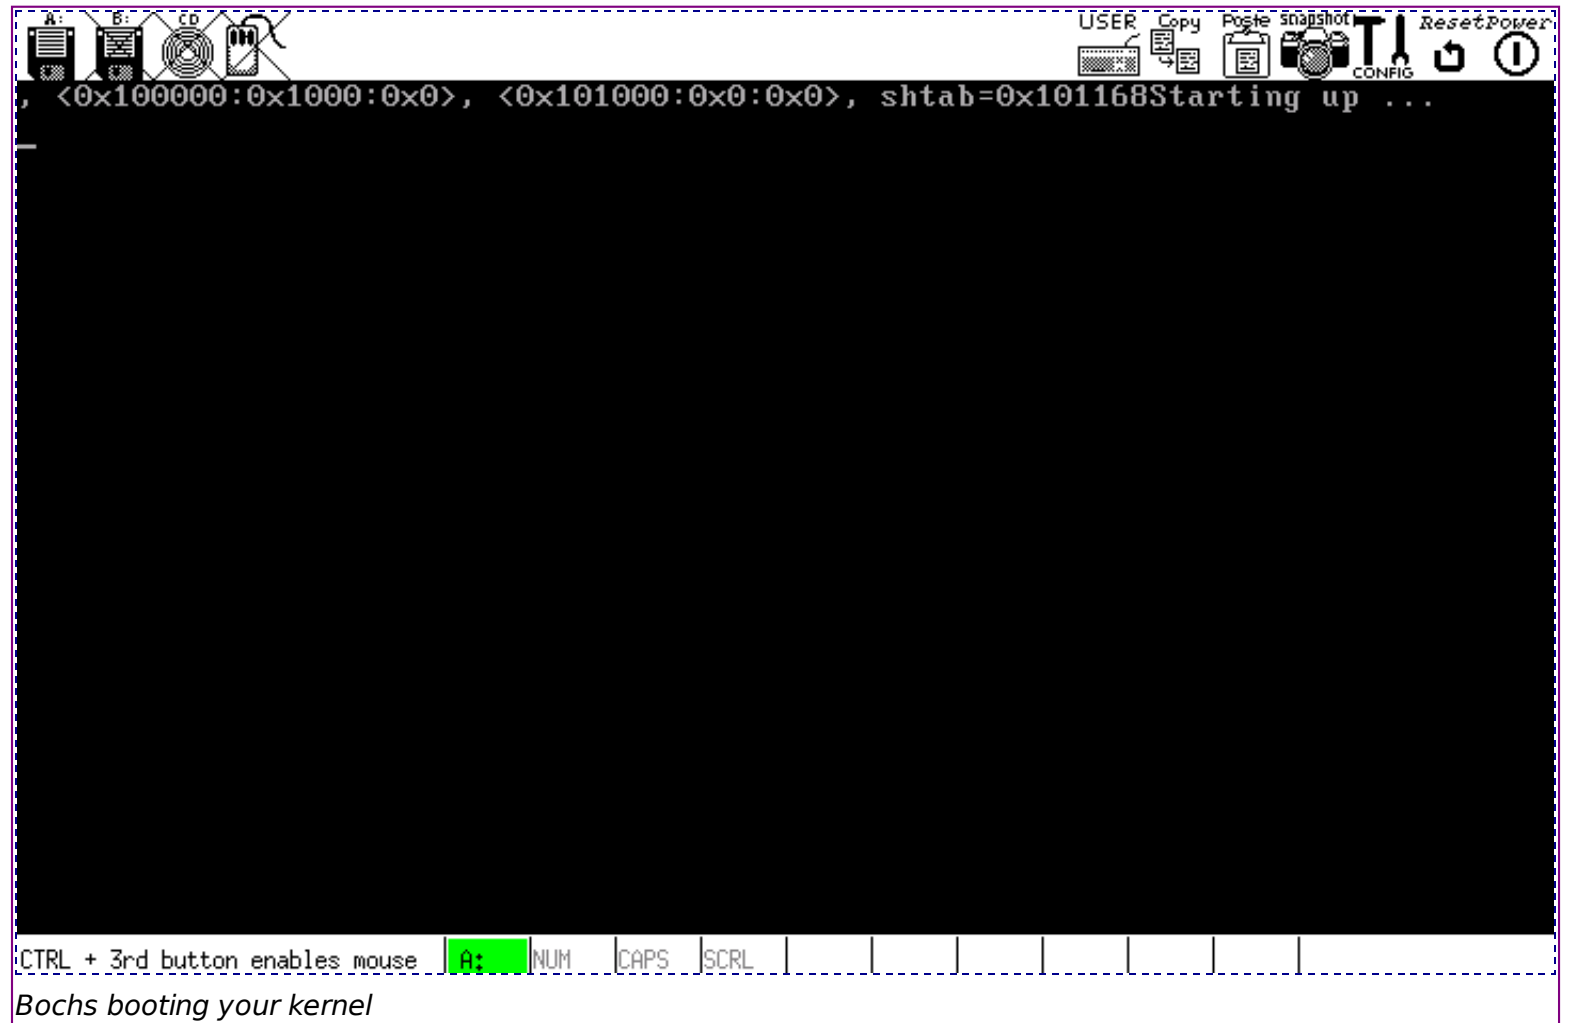 A: B: CD USER Copy Paste snapshot CONFIG Reset Power
, <0x100000:0x1000:0x0>, <0x101000:0x0:0x0>, shtab=0x101168Starting up ...
_
CTRL + 3rd button enables mouse A: NUM CAPS SCRL
Bochs booting your kernel